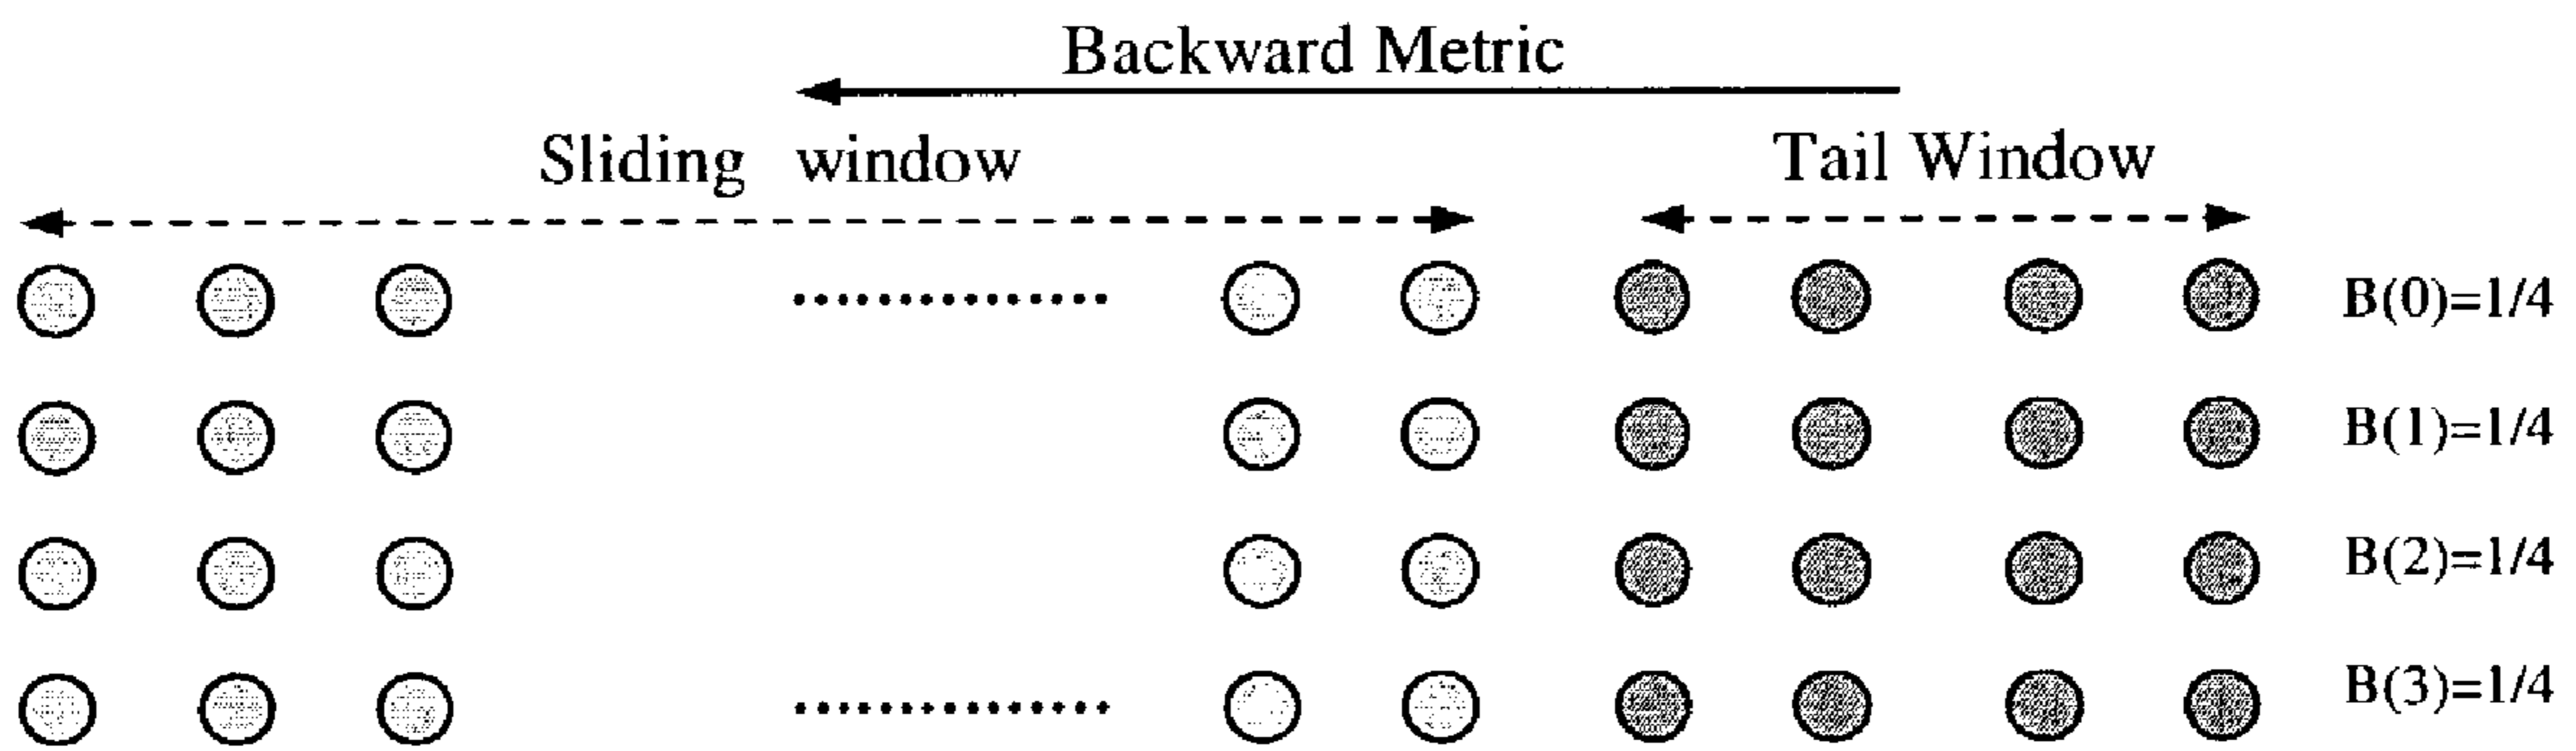 Backward Metric
Sliding window
Tail Window
B(0)=1/4
B(1)=1/4
B(2)=1/4
B(3)=1/4